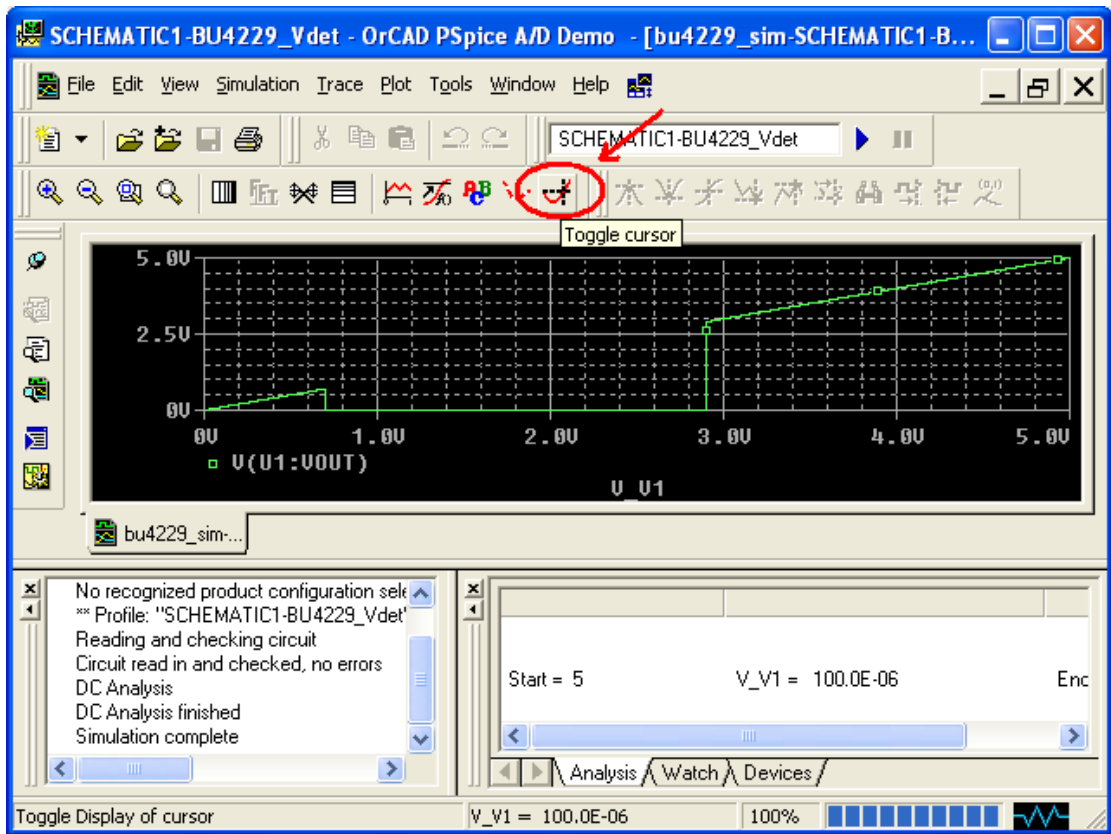 SCHEMATIC1-BU4229_Vdet - OrCAD PSpice A/D Demo - [bu4229_sim-SCHEMATIC1-B...
File Edit View Simulation Trace Plot Tools Window Help
SCHEMATIC1-BU4229_Vdet
Toggle cursor
5.0V
2.5V
0V
0V 1.0V 2.0V 3.0V 4.0V 5.0V
V(U1:VOUT)
V_V1
bu4229_sim-...
No recognized product configuration sele
** Profile: "SCHEMATIC1-BU4229_Vdet"
Reading and checking circuit
Circuit read in and checked, no errors
DC Analysis
DC Analysis finished
Simulation complete
Start = 5 V_V1 = 100.0E-06 Enc
Analysis Watch Devices
Toggle Display of cursor V_V1 = 100.0E-06 100%